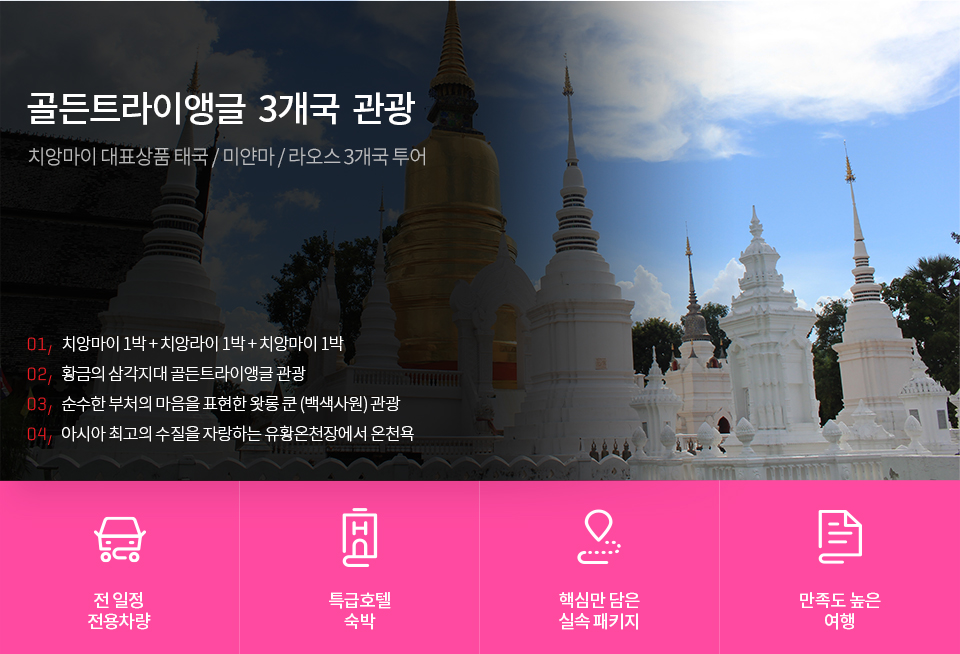 골든트라이앵글 3개국 관광
치앙마이 대표상품 태국 / 미얀마 / 라오스 3개국 투어
01, 치앙마이 1박 + 치앙라이 1박 + 치앙마이 1박
02, 황금의 삼각지대 골든트라이앵글 관광
03, 순수한 부처의 마음을 표현한 왓롱 쿤 (백색사원) 관광
04, 아시아 최고의 수질을 자랑하는 유황온천장에서 온천욕
전 일정
전용차량
특급호텔
숙박
핵심만 담은
실속 패키지
만족도 높은
여행